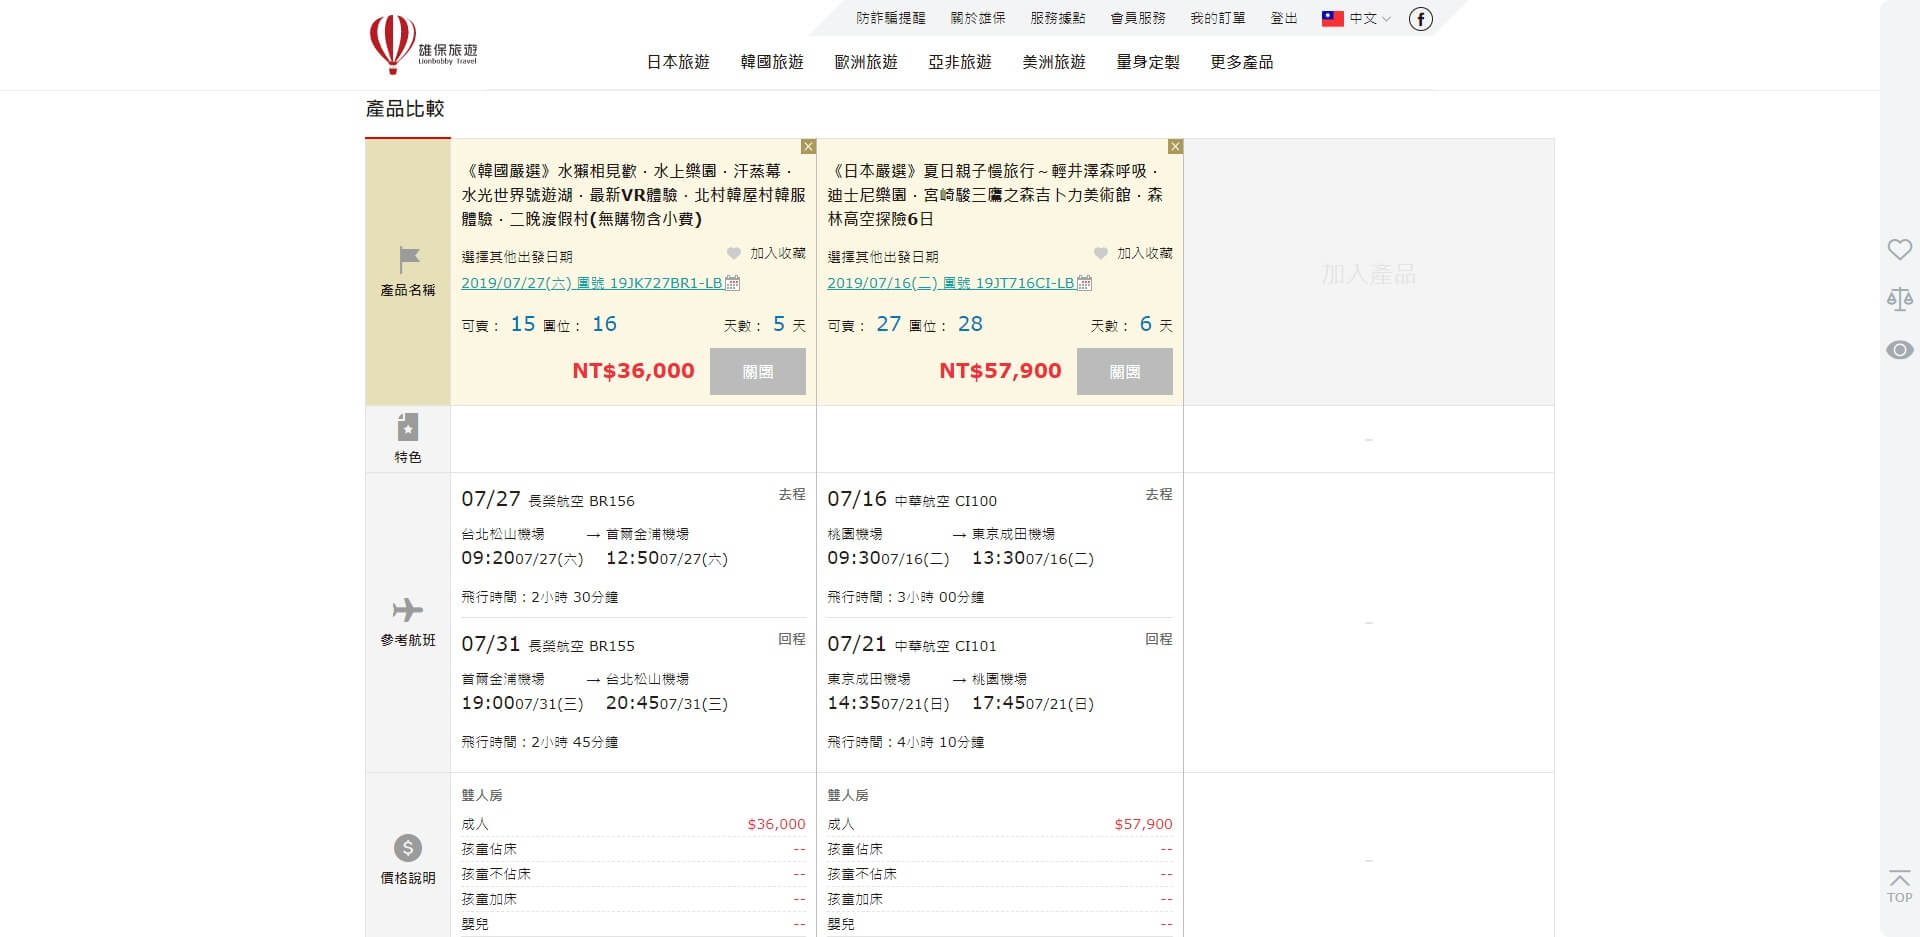 雄保旅遊
Lionbobby Travel
防詐騙提醒 關於雄保 服務據點 會員服務 我的訂單 登出 中文
日本旅遊 韓國旅遊 歐洲旅遊 亞非旅遊 美洲旅遊 量身定製 更多產品
產品比較
產品名稱
《韓國嚴選》水獺相見歡．水上樂園．汗蒸幕．
水光世界號遊湖．最新VR體驗．北村韓屋村韓服
體驗．二晚渡假村(無購物含小費)
選擇其他出發日期 加入收藏
2019/07/27(六) 團號 19JK727BR1-LB
可賣： 15 團位： 16 天數： 5 天
NT$36,000 關團
《日本嚴選》夏日親子慢旅行～輕井澤森呼吸．
迪士尼樂園．宮崎駿三鷹之森吉卜力美術館．森
林高空探險6日
選擇其他出發日期 加入收藏
2019/07/16(二) 團號 19JT716CI-LB
可賣： 27 團位： 28 天數： 6 天
NT$57,900 關團
加入產品
特色
–
參考航班
07/27 長榮航空 BR156 去程
台北松山機場 → 首爾金浦機場
09:20 07/27(六) 12:50 07/27(六)
飛行時間：2小時 30分鐘
07/31 長榮航空 BR155 回程
首爾金浦機場 → 台北松山機場
19:00 07/31(三) 20:45 07/31(三)
飛行時間：2小時 45分鐘
07/16 中華航空 CI100 去程
桃園機場 → 東京成田機場
09:30 07/16(二) 13:30 07/16(二)
飛行時間：3小時 00分鐘
07/21 中華航空 CI101 回程
東京成田機場 → 桃園機場
14:35 07/21(日) 17:45 07/21(日)
飛行時間：4小時 10分鐘
–
價格說明
雙人房
成人 $36,000
孩童佔床 --
孩童不佔床 --
孩童加床 --
嬰兒 --
雙人房
成人 $57,900
孩童佔床 --
孩童不佔床 --
孩童加床 --
嬰兒 --
–
TOP